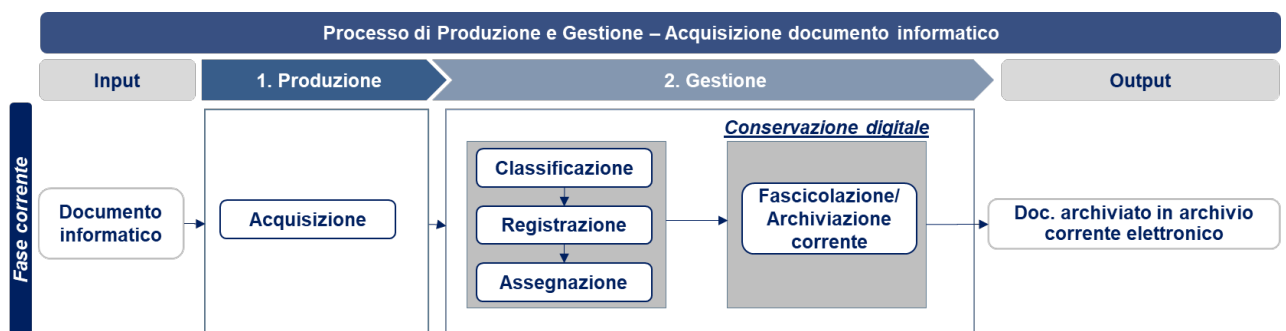 Processo di Produzione e Gestione – Acquisizione documento informatico
Input
1. Produzione
2. Gestione
Output
Fase corrente
Documento
informatico
Acquisizione
Classificazione
Registrazione
Assegnazione
Conservazione digitale
Fascicolazione/
Archiviazione
corrente
Doc. archiviato in archivio
corrente elettronico